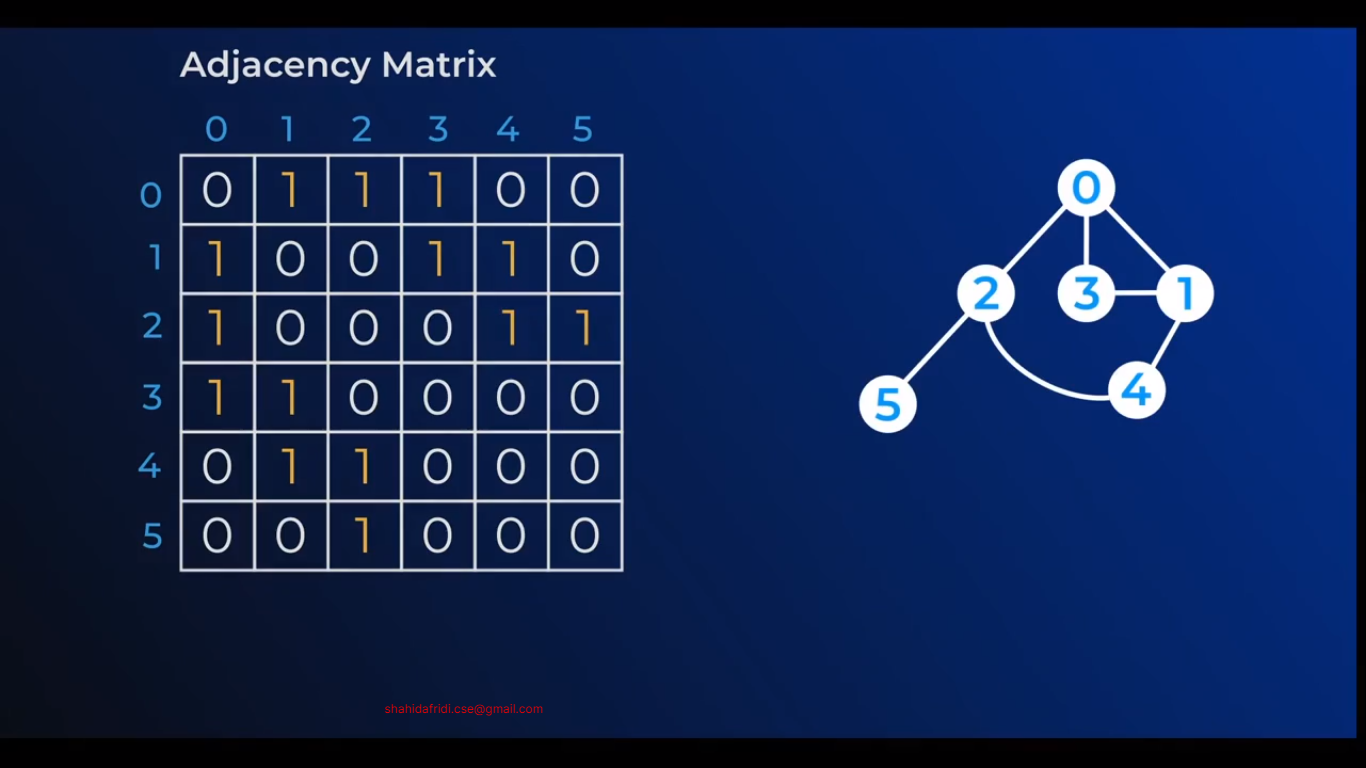 Adjacency Matrix
0 1 2 3 4 5
0 0 1 1 1 0 0
1 1 0 0 1 1 0
2 1 0 0 0 1 1
3 1 1 0 0 0 0
4 0 1 1 0 0 0
5 0 0 1 0 0 0
0
2 3 1
4
5
shahidafridi.cse@gmail.com